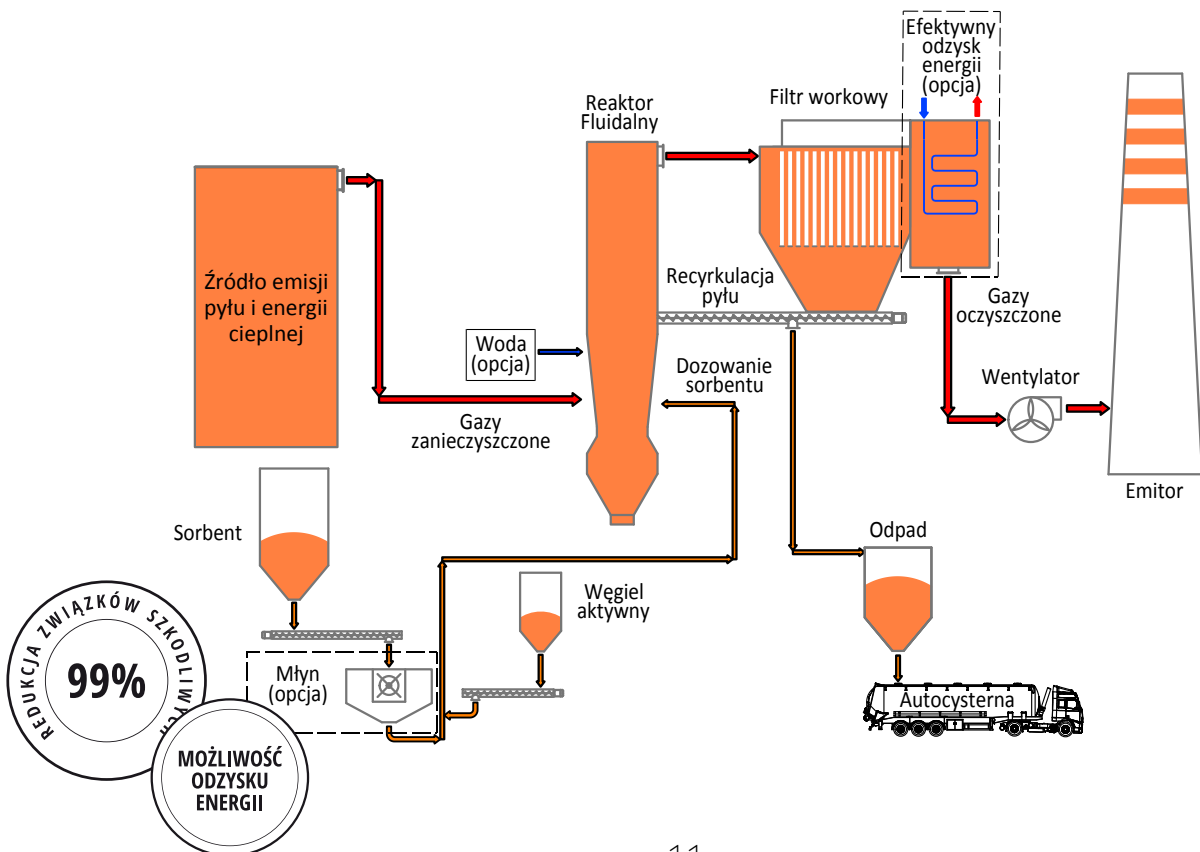 Efektywny
odzysk
energii
(opcja)
Filtr workowy
Reaktor
Fluidalny
Źródło emisji
pyłu i energii
cieplnej
Recyrkulacja
pyłu
Gazy
oczyszczone
Woda
(opcja)
Dozowanie
sorbentu
Wentylator
Gazy
zanieczyszczone
Emitor
Sorbent
Odpad
Węgiel
aktywny
REDUKCJA ZWIĄZKÓW SZKODLIWYCH
99%
Młyn
(opcja)
Autocysterna
MOŻLIWOŚĆ
ODZYSKU
ENERGII
11